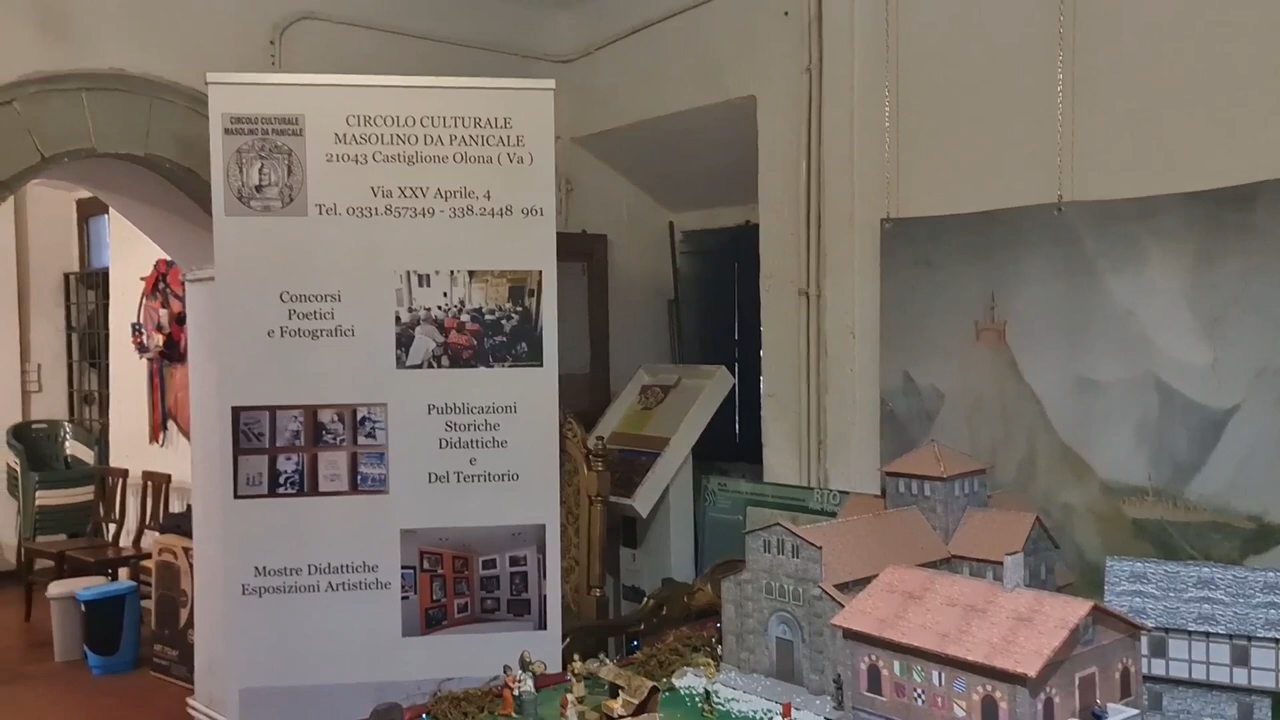 CIRCOLO CULTURALE
MASOLINO DA PANICALE
CIRCOLO CULTURALE
MASOLINO DA PANICALE
21043 Castiglione Olona ( Va )
Via XXV Aprile, 4
Tel. 0331.857349 - 338.2448 961
Concorsi
Poetici
e Fotografici
Pubblicazioni
Storiche
Didattiche
e
Del Territorio
Mostre Didattiche
Esposizioni Artistiche
RTO